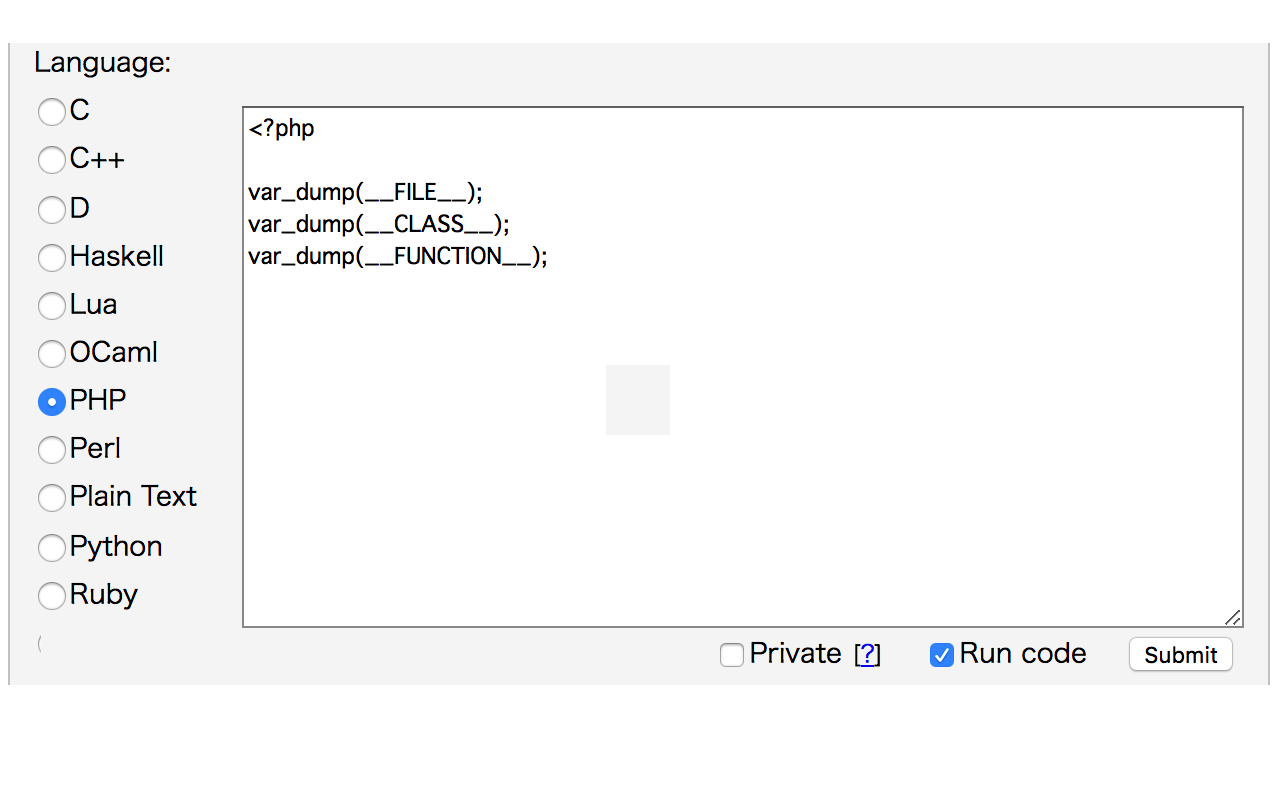 Language:
C
C++
D
Haskell
Lua
OCaml
PHP
Perl
Plain Text
Python
Ruby
<?php
var_dump(__FILE__);
var_dump(__CLASS__);
var_dump(__FUNCTION__);
Private [?]
Run code
Submit